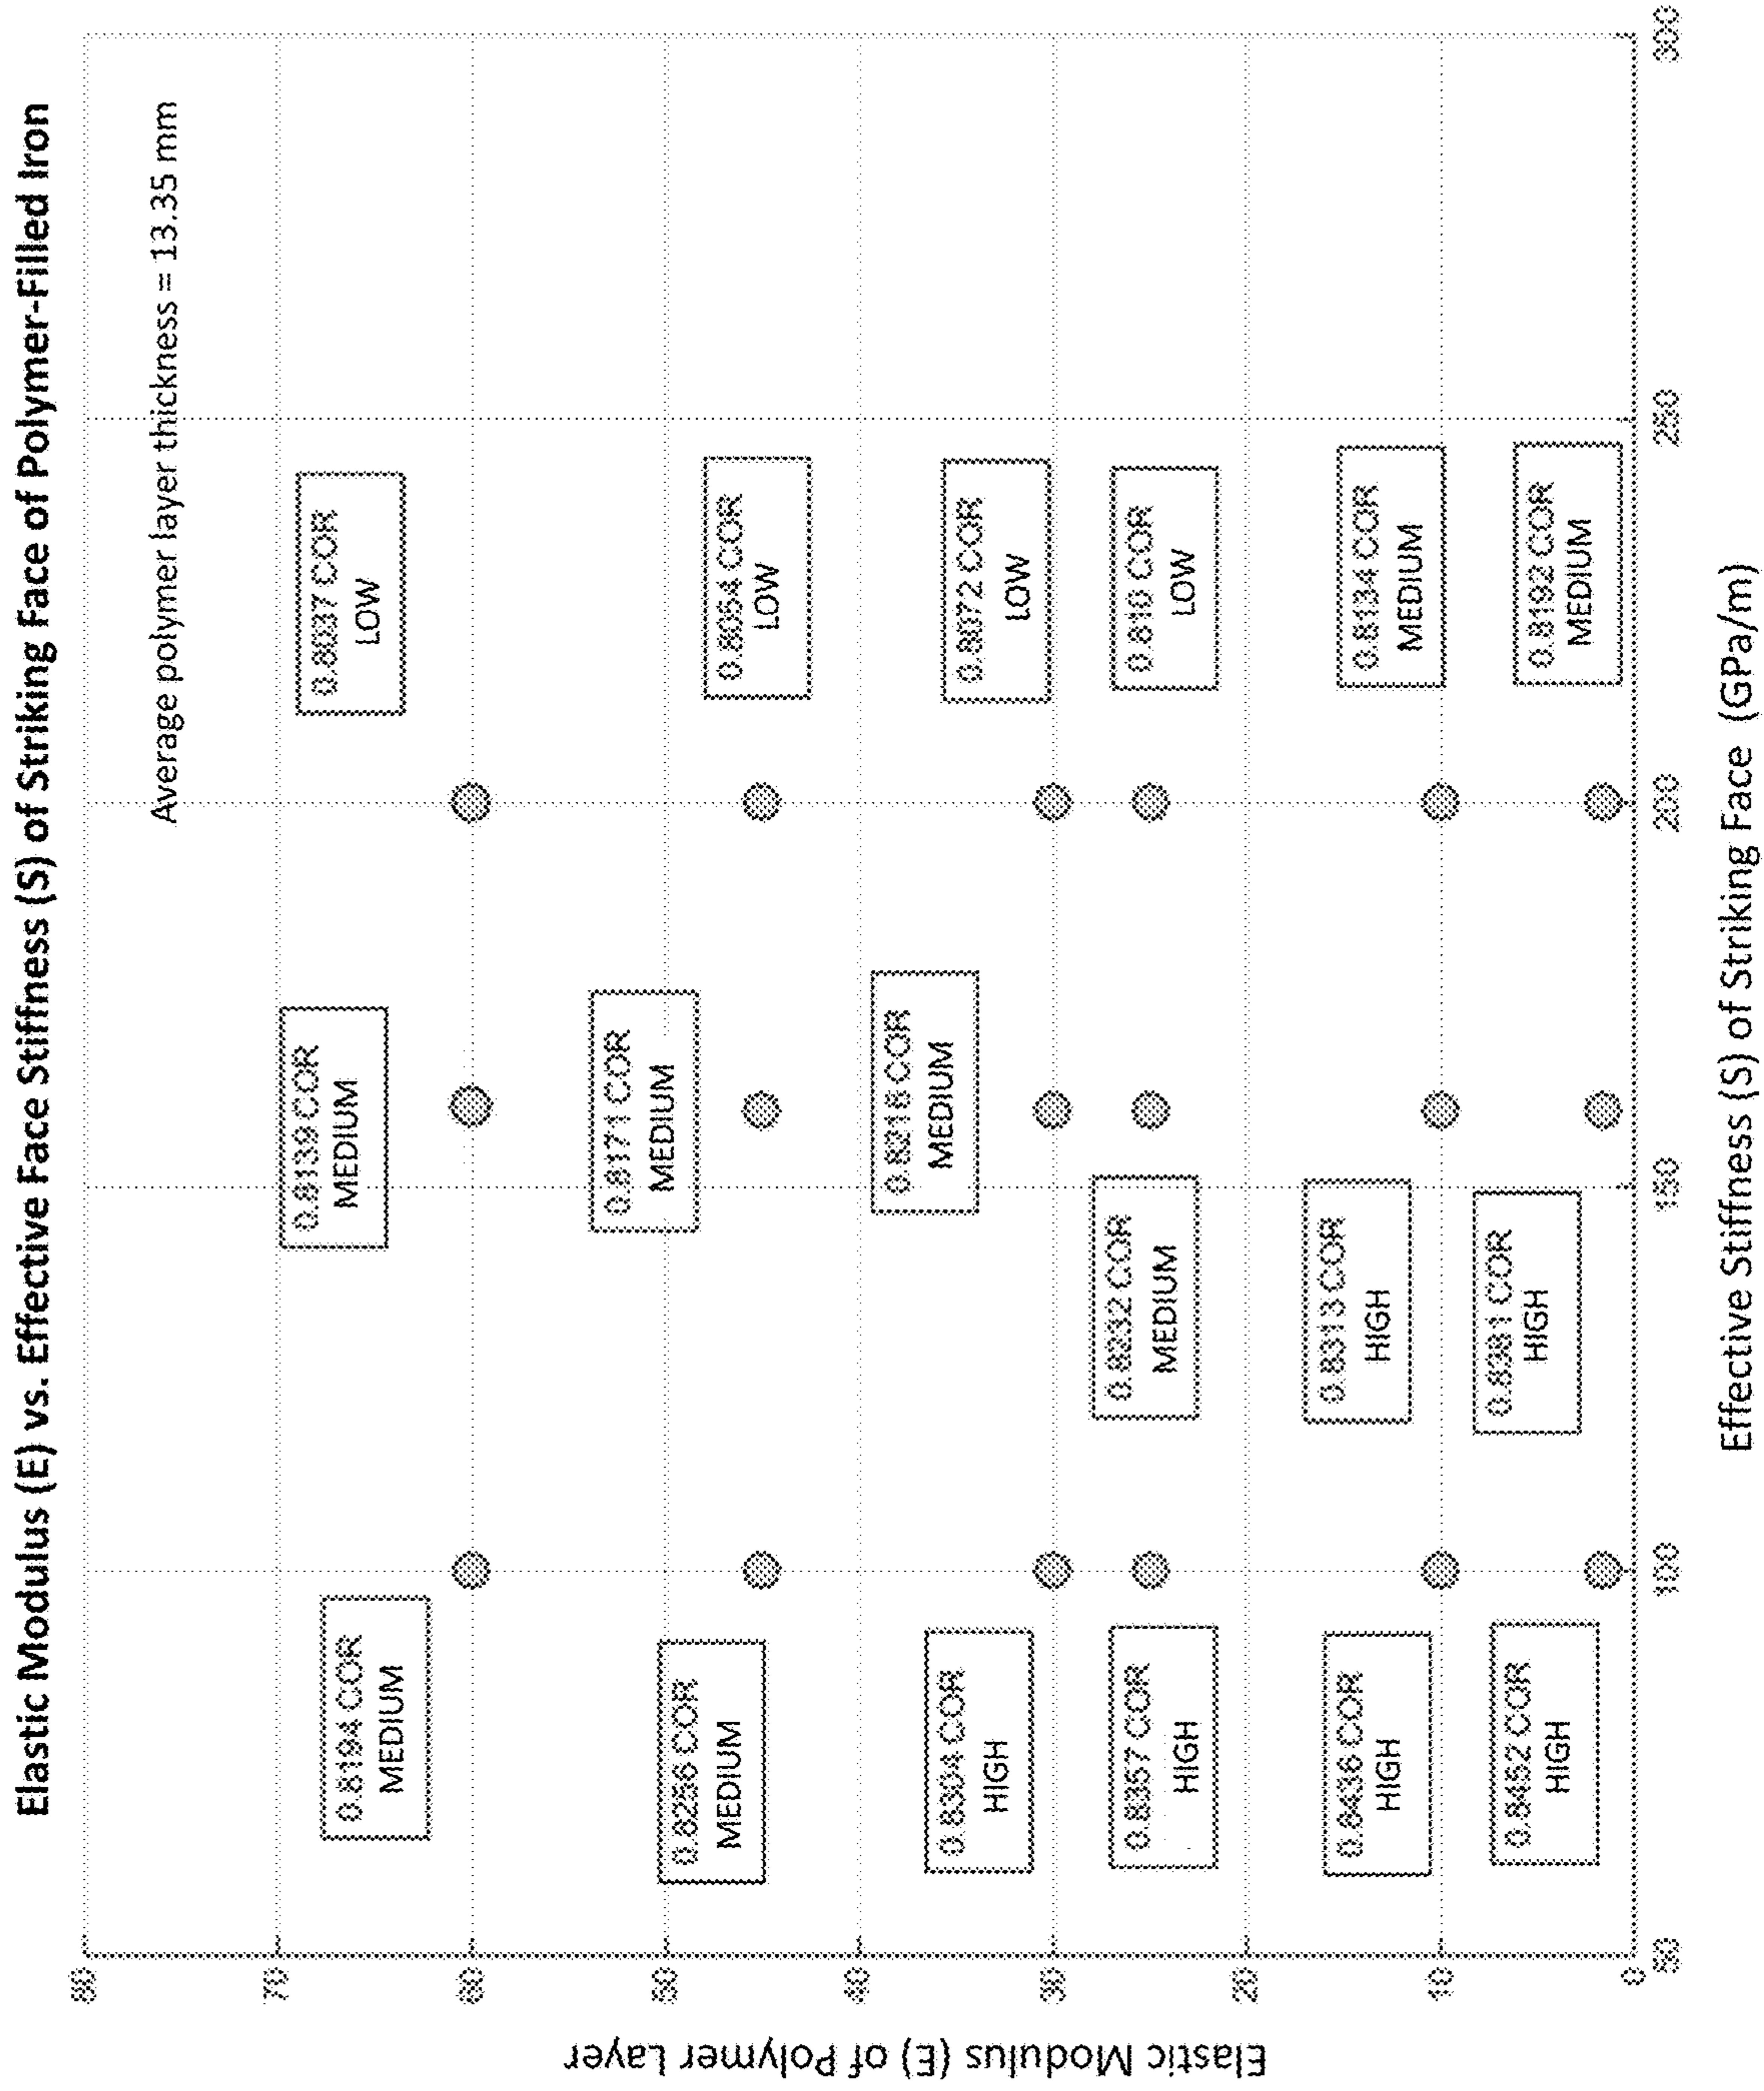 Elastic Modulus (E) vs. Effective Face Stiffness (S) of Striking Face of Polymer-Filled Iron
Average polymer layer thickness = 13.35 mm
Elastic Modulus (E) of Polymer Layer
80
70
60
50
40
30
20
10
0
0.8194 COR
MEDIUM
0.8139 COR
MEDIUM
0.8037 COR
LOW
0.8256 COR
MEDIUM
0.8171 COR
MEDIUM
0.8054 COR
LOW
0.8304 COR
HIGH
0.8216 COR
MEDIUM
0.8072 COR
LOW
0.8357 COR
HIGH
0.8232 COR
MEDIUM
0.810 COR
LOW
0.8436 COR
HIGH
0.8313 COR
HIGH
0.8134 COR
MEDIUM
0.8452 COR
HIGH
0.8381 COR
HIGH
0.8192 COR
MEDIUM
50
100
150
200
250
300
Effective Stiffness (S) of Striking Face (GPa/m)